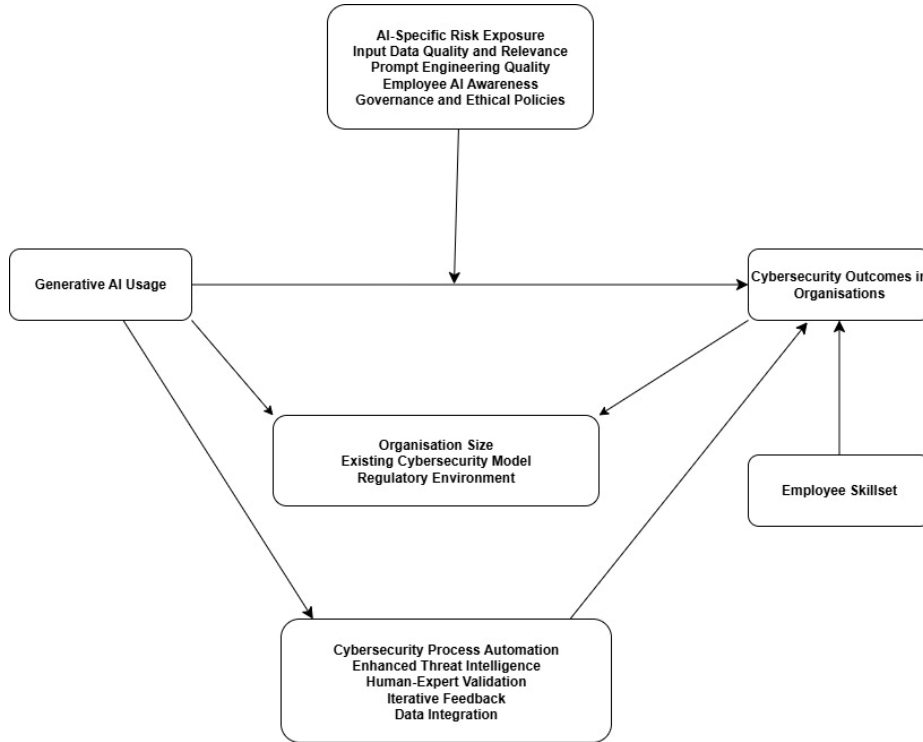 AI-Specific Risk Exposure
Input Data Quality and Relevance
Prompt Engineering Quality
Employee AI Awareness
Governance and Ethical Policies
Generative AI Usage
Cybersecurity Outcomes in
Organisations
Organisation Size
Existing Cybersecurity Model
Regulatory Environment
Employee Skillset
Cybersecurity Process Automation
Enhanced Threat Intelligence
Human-Expert Validation
Iterative Feedback
Data Integration